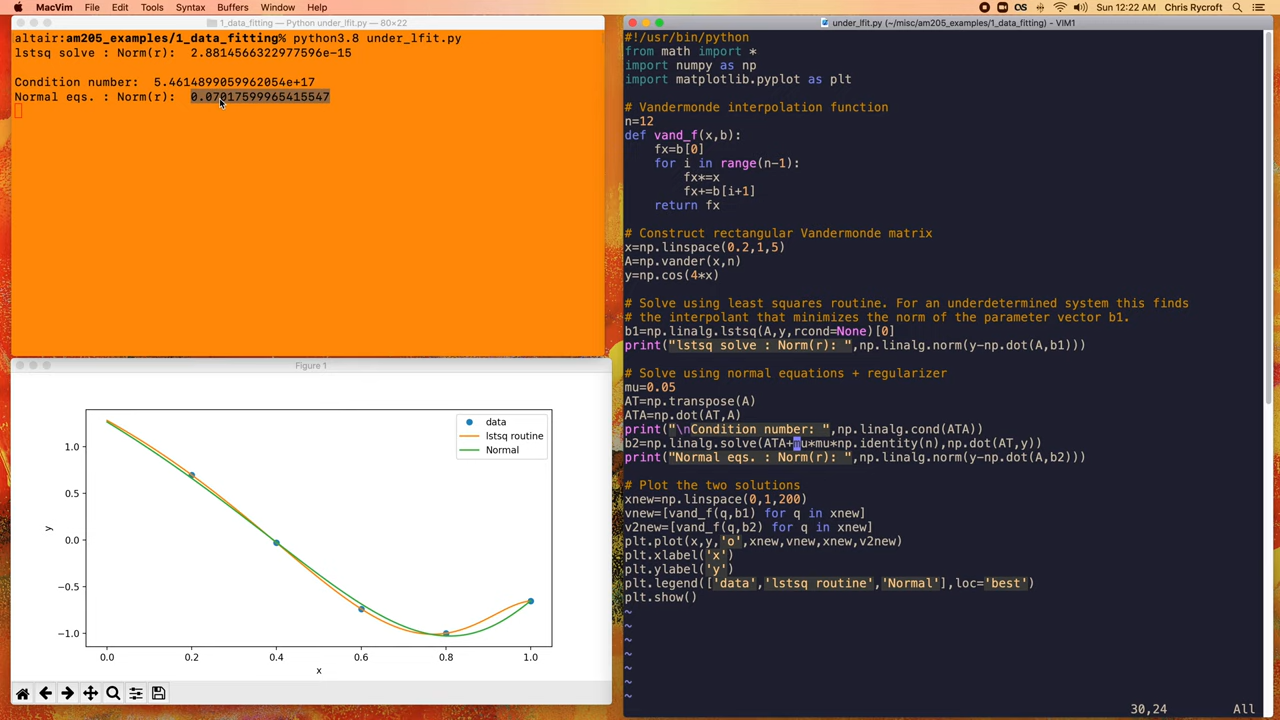 MacVim File Edit Tools Syntax Buffers Window Help
Sun 12:22 AM Chris Rycroft
1_data_fitting — Python under_lfit.py — 80×22
altair:am205_examples/1_data_fitting% python3.8 under_lfit.py
lstsq solve : Norm(r):  2.8814566322977596e-15
Condition number:  5.4614899059962054e+17
Normal eqs. : Norm(r):  0.07017599965415547
Figure 1
data
lstsq routine
Normal
1.0
0.5
0.0
−0.5
−1.0
y
0.0 0.2 0.4 0.6 0.8 1.0
x
under_lfit.py (~/misc/am205_examples/1_data_fitting) - VIM1
#!/usr/bin/python
from math import *
import numpy as np
import matplotlib.pyplot as plt
# Vandermonde interpolation function
n=12
def vand_f(x,b):
    fx=b[0]
    for i in range(n-1):
        fx*=x
        fx+=b[i+1]
    return fx
# Construct rectangular Vandermonde matrix
x=np.linspace(0.2,1,5)
A=np.vander(x,n)
y=np.cos(4*x)
# Solve using least squares routine. For an underdetermined system this finds
# the interpolant that minimizes the norm of the parameter vector b1.
b1=np.linalg.lstsq(A,y,rcond=None)[0]
print("lstsq solve : Norm(r): ",np.linalg.norm(y-np.dot(A,b1)))
# Solve using normal equations + regularizer
mu=0.05
AT=np.transpose(A)
ATA=np.dot(AT,A)
print("\nCondition number: ",np.linalg.cond(ATA))
b2=np.linalg.solve(ATA+mu*mu*np.identity(n),np.dot(AT,y))
print("Normal eqs. : Norm(r): ",np.linalg.norm(y-np.dot(A,b2)))
# Plot the two solutions
xnew=np.linspace(0,1,200)
vnew=[vand_f(q,b1) for q in xnew]
v2new=[vand_f(q,b2) for q in xnew]
plt.plot(x,y,'o',xnew,vnew,xnew,v2new)
plt.xlabel('x')
plt.ylabel('y')
plt.legend(['data','lstsq routine','Normal'],loc='best')
plt.show()
~
~
~
~
~
~
~
30,24 All